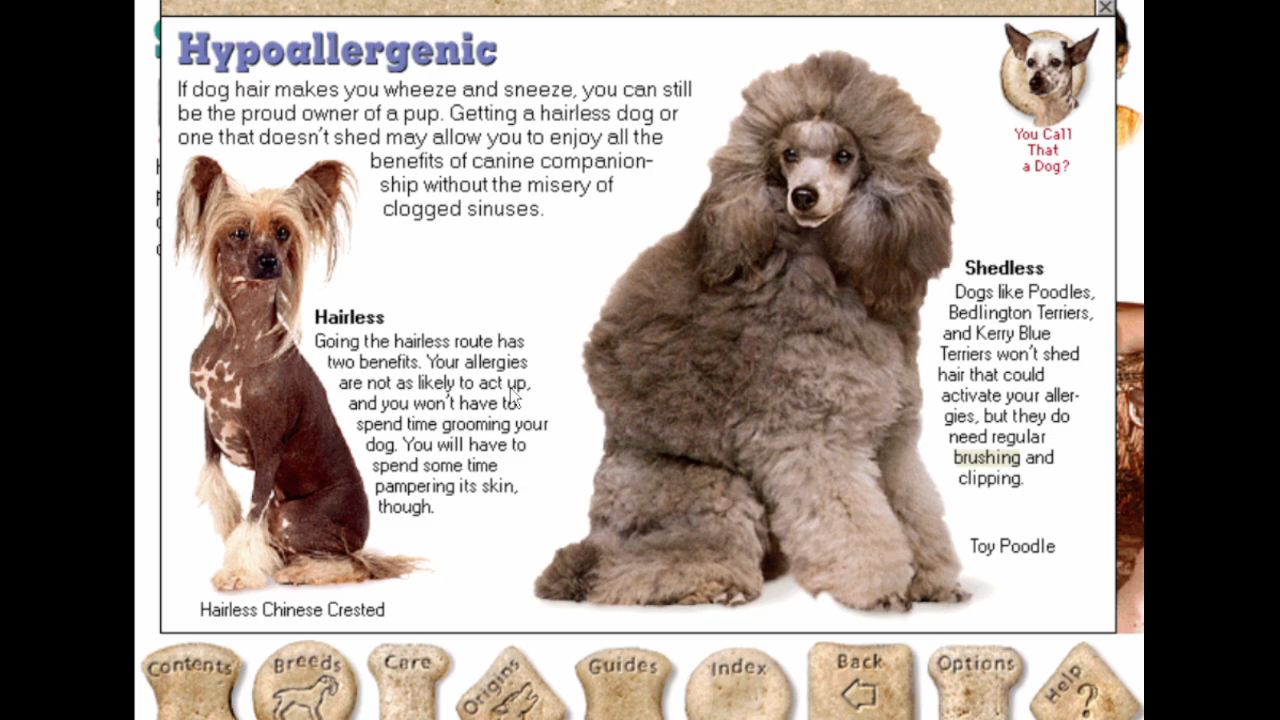 Hypoallergenic
If dog hair makes you wheeze and sneeze, you can still
be the proud owner of a pup. Getting a hairless dog or
one that doesn't shed may allow you to enjoy all the
benefits of canine companion-
ship without the misery of
clogged sinuses.
You Call
That
a Dog?
Hairless
Going the hairless route has
two benefits. Your allergies
are not as likely to act up,
and you won't have to
spend time grooming your
dog. You will have to
spend some time
pampering its skin,
though.
Hairless Chinese Crested
Shedless
Dogs like Poodles,
Bedlington Terriers,
and Kerry Blue
Terriers won't shed
hair that could
activate your aller-
gies, but they do
need regular
brushing and
clipping.
Toy Poodle
Contents
Breeds
Care
Origins
Guides
Index
Back
Options
Help
?